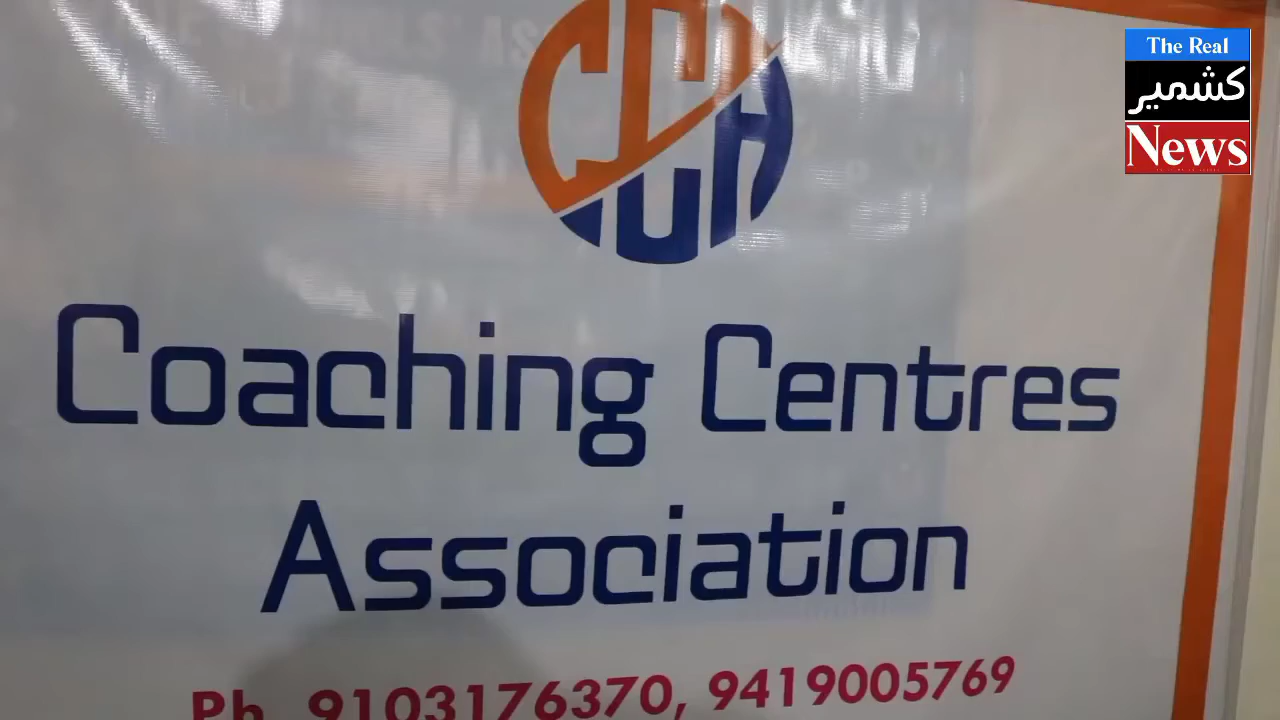 The Real
کشمیر
News
CCA
Coaching Centres
Association
Ph. 9103176370, 9419005769